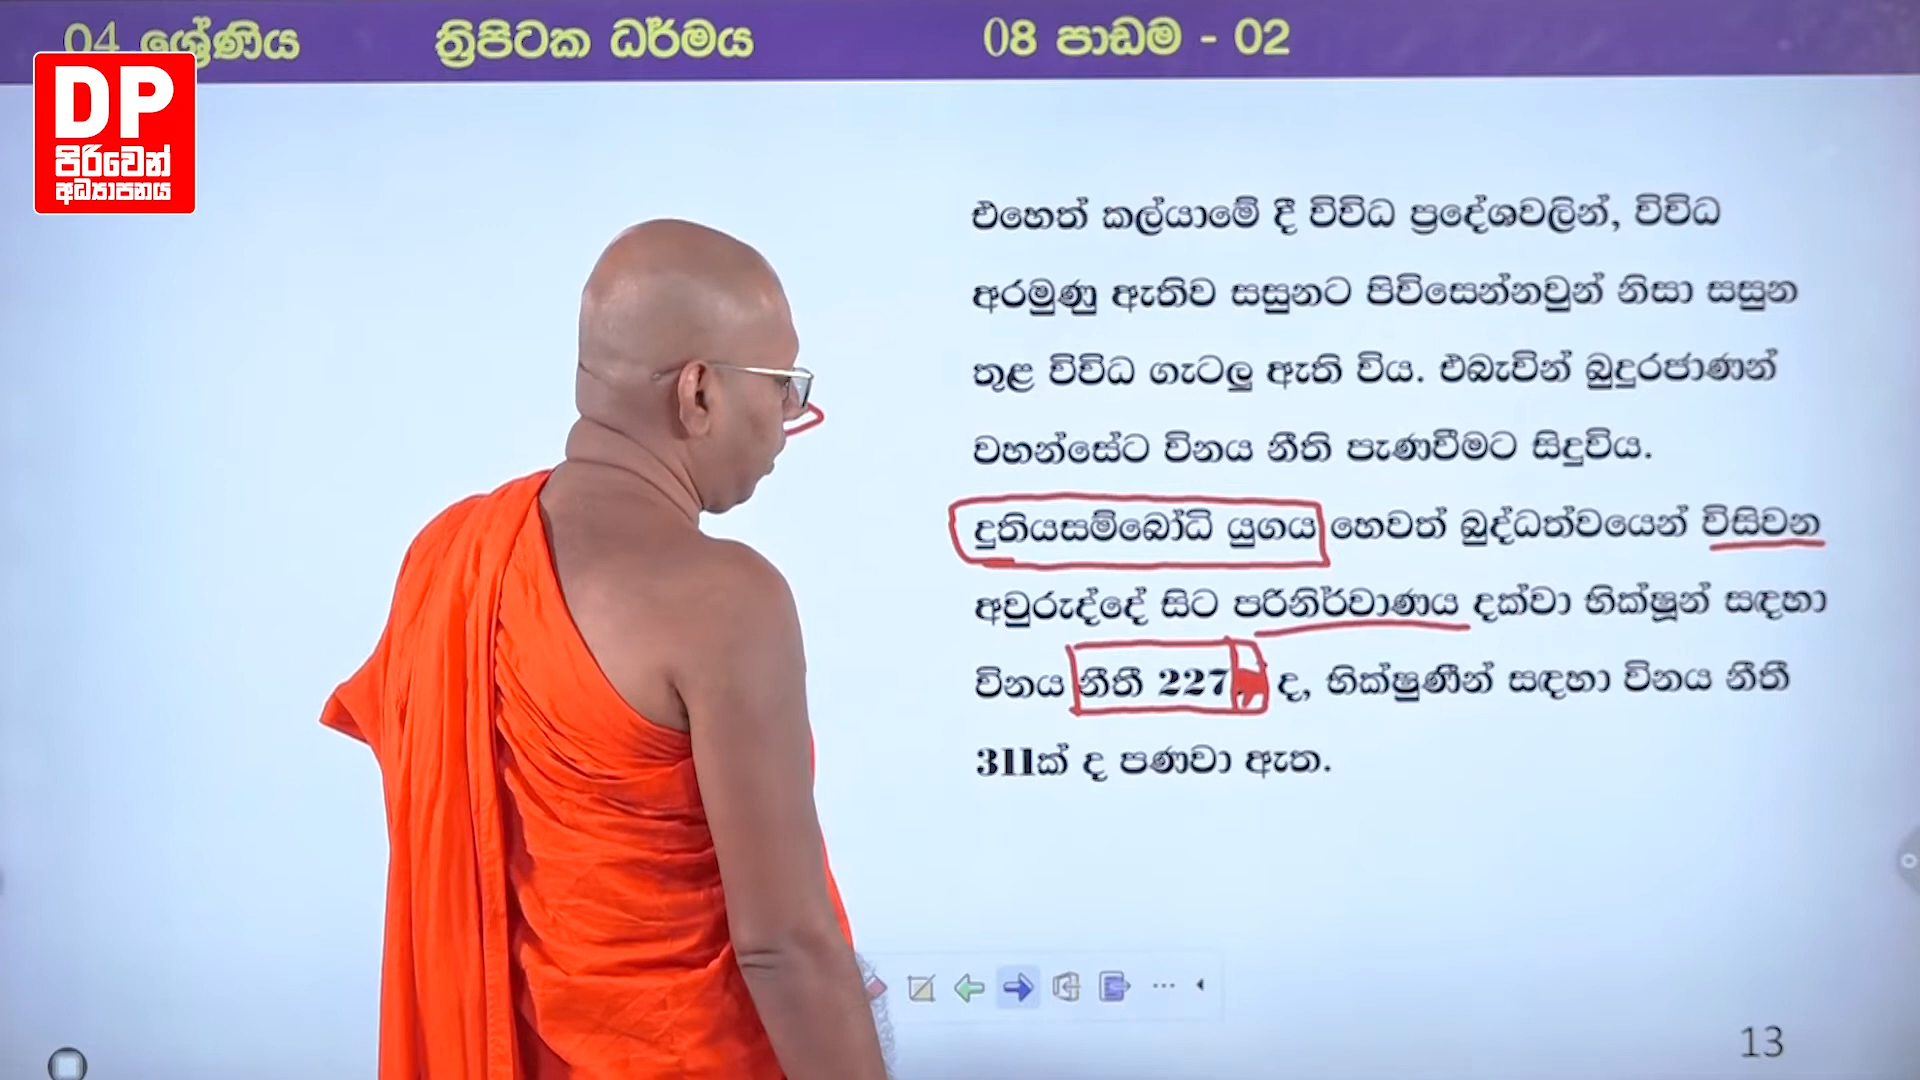 04 ශ්‍රේණිය ත්‍රිපිටක ධර්මය 08 පාඩම - 02
DP
පිරිවෙන්
අධ්‍යාපනය
එහෙත් කල්යාමේ දී විවිධ ප්‍රදේශවලින්, විවිධ
අරමුණු ඇතිව සසුනට පිවිසෙන්නවුන් නිසා සසුන
තුළ විවිධ ගැටලු ඇති විය. එබැවින් බුදුරජාණන්
වහන්සේට විනය නීති පැණවීමට සිදුවිය.
දුතියසම්බෝධි යුගය හෙවත් බුද්ධත්වයෙන් විසිවන
අවුරුද්දේ සිට පරිනිර්වාණය දක්වා භික්ෂූන් සඳහා
විනය නීති 227 ද, භික්ෂුණීන් සඳහා විනය නීති
311ක් ද පණවා ඇත.
13